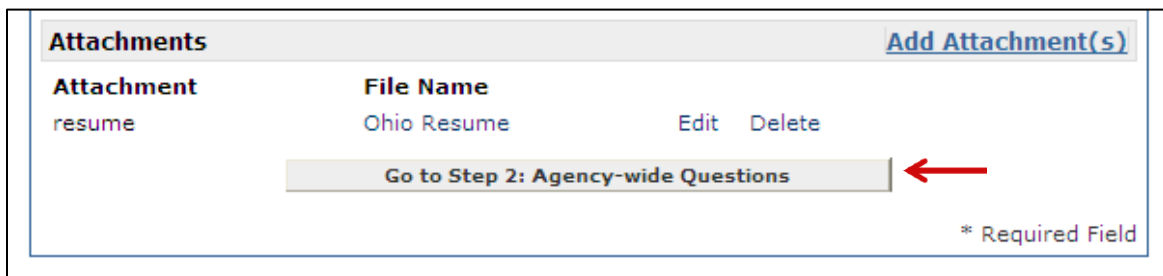 Attachments Add Attachment(s)
Attachment File Name
resume Ohio Resume Edit Delete
Go to Step 2: Agency-wide Questions
* Required Field